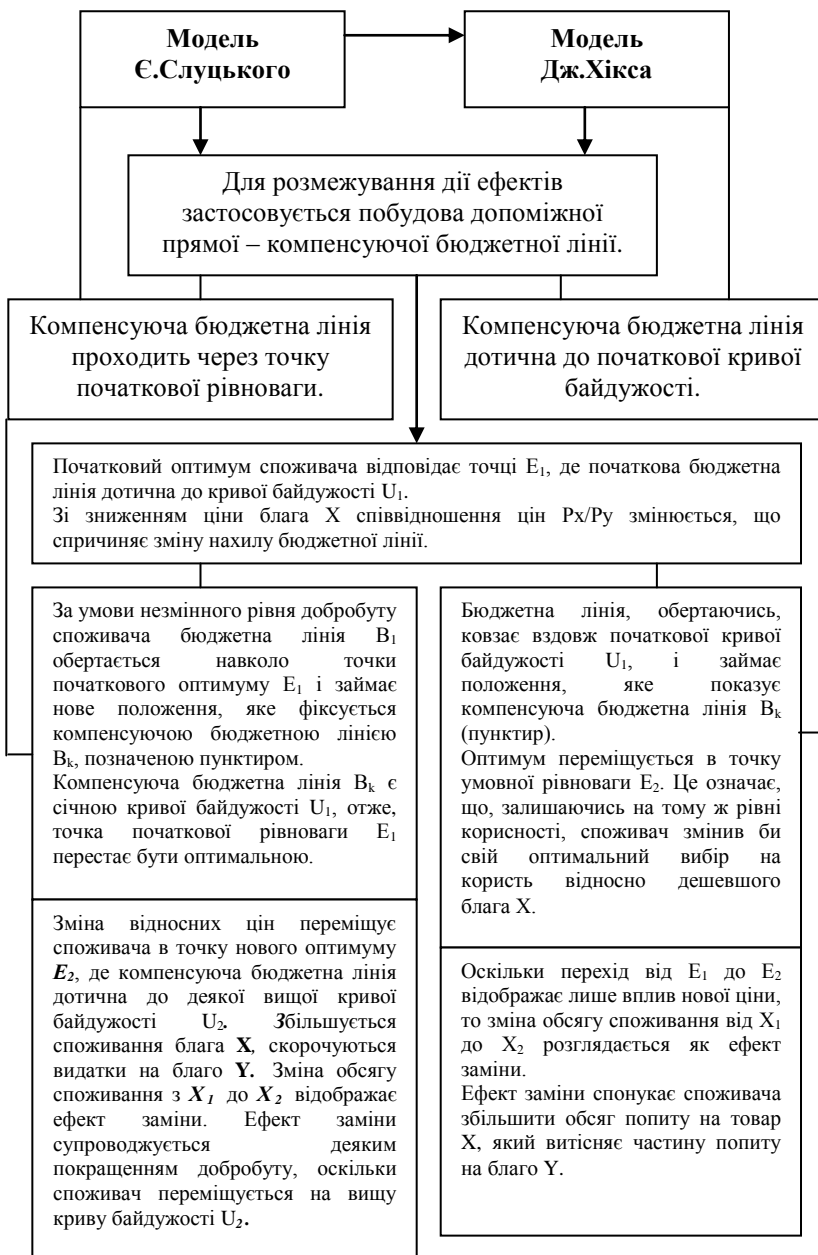 Модель
Є.Слуцького
Модель
Дж.Хікса
Для розмежування дії ефектів
застосовується побудова допоміжної
прямої – компенсуючої бюджетної лінії.
Компенсуюча бюджетна лінія
проходить через точку
початкової рівноваги.
Компенсуюча бюджетна лінія
дотична до початкової кривої
байдужості.
Початковий оптимум споживача відповідає точці E₁, де початкова бюджетна
лінія дотична до кривої байдужості U₁.
Зі зниженням ціни блага X співвідношення цін Px/Py змінюється, що
спричиняє зміну нахилу бюджетної лінії.
За умови незмінного рівня добробуту
споживача бюджетна лінія B₁
обертається навколо точки
початкового оптимуму E₁ і займає
нове положення, яке фіксується
компенсуючою бюджетною лінією
Bₖ, позначеною пунктиром.
Компенсуюча бюджетна лінія Bₖ є
січною кривої байдужості U₁, отже,
точка початкової рівноваги E₁
перестає бути оптимальною.
Зміна відносних цін переміщує
споживача в точку нового оптимуму
E₂, де компенсуюча бюджетна лінія
дотична до деякої вищої кривої
байдужості U₂. Збільшується
споживання блага X, скорочуються
видатки на благо Y. Зміна обсягу
споживання з X₁ до X₂ відображає
ефект заміни. Ефект заміни
супроводжується деяким
покращенням добробуту, оскільки
споживач переміщується на вищу
криву байдужості U₂.
Бюджетна лінія, обертаючись,
ковзає вздовж початкової кривої
байдужості U₁, і займає
положення, яке показує
компенсуюча бюджетна лінія Bₖ
(пунктир).
Оптимум переміщується в точку
умовної рівноваги E₂. Це означає,
що, залишаючись на тому ж рівні
корисності, споживач змінив би
свій оптимальний вибір на
користь відносно дешевшого
блага X.
Оскільки перехід від E₁ до E₂
відображає лише вплив нової ціни,
то зміна обсягу споживання від X₁
до X₂ розглядається як ефект
заміни.
Ефект заміни спонукає споживача
збільшити обсяг попиту на товар
X, який витісняє частину попиту
на благо Y.